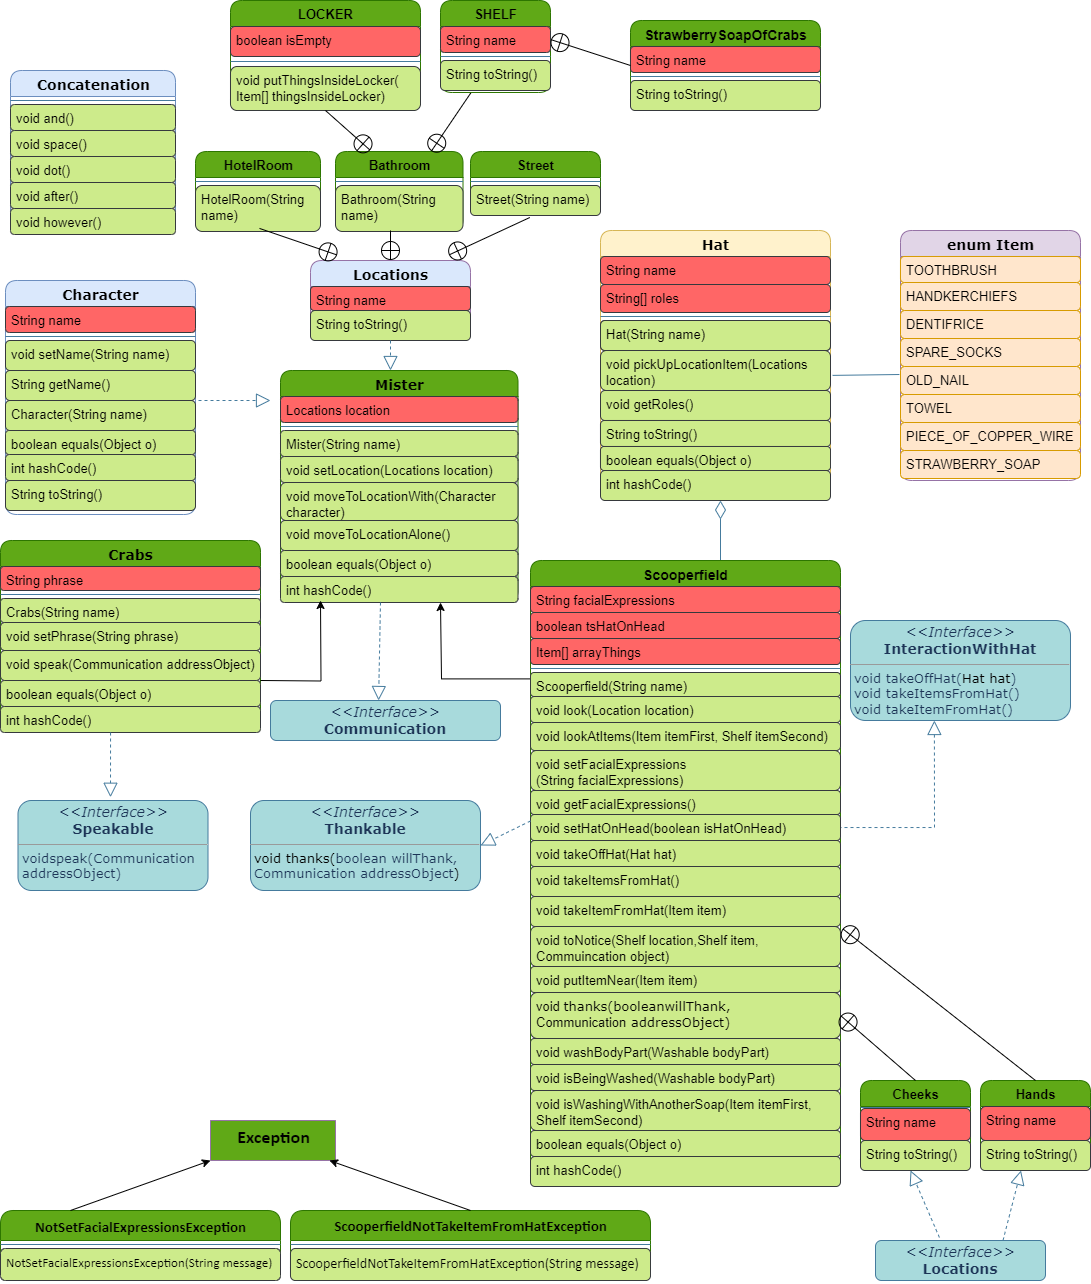 LOCKER
boolean isEmpty
void putThingsInsideLocker(
Item[] thingsInsideLocker)
SHELF
String name
String toString()
StrawberrySoapOfCrabs
String name
String toString()
Concatenation
void and()
void space()
void dot()
void after()
void however()
HotelRoom
HotelRoom(String
name)
Bathroom
Bathroom(String
name)
Street
Street(String name)
Locations
String name
String toString()
Hat
String name
String[] roles
Hat(String name)
void pickUpLocationItem(Locations
location)
void getRoles()
String toString()
boolean equals(Object o)
int hashCode()
enum Item
TOOTHBRUSH
HANDKERCHIEFS
DENTIFRICE
SPARE_SOCKS
OLD_NAIL
TOWEL
PIECE_OF_COPPER_WIRE
STRAWBERRY_SOAP
Character
String name
void setName(String name)
String getName()
Character(String name)
boolean equals(Object o)
int hashCode()
String toString()
Mister
Locations location
Mister(String name)
void setLocation(Locations location)
void moveToLocationWith(Character
character)
void moveToLocationAlone()
boolean equals(Object o)
int hashCode()
Crabs
String phrase
Crabs(String name)
void setPhrase(String phrase)
void speak(Communication addressObject)
boolean equals(Object o)
int hashCode()
Scooperfield
String facialExpressions
boolean tsHatOnHead
Item[] arrayThings
Scooperfield(String name)
void look(Location location)
void lookAtItems(Item itemFirst, Shelf itemSecond)
void setFacialExpressions
(String facialExpressions)
void getFacialExpressions()
void setHatOnHead(boolean isHatOnHead)
void takeOffHat(Hat hat)
void takeItemsFromHat()
void takeItemFromHat(Item item)
void toNotice(Shelf location,Shelf item,
Commuincation object)
void putItemNear(Item item)
void thanks(booleanwillThank,
Communication addressObject)
void washBodyPart(Washable bodyPart)
void isBeingWashed(Washable bodyPart)
void isWashingWithAnotherSoap(Item itemFirst,
Shelf itemSecond)
boolean equals(Object o)
int hashCode()
<<Interface>>
InteractionWithHat
void takeOffHat(Hat hat)
void takeItemsFromHat()
void takeItemFromHat()
<<Interface>>
Communication
<<Interface>>
Speakable
voidspeak(Communication
addressObject)
<<Interface>>
Thankable
void thanks(boolean willThank,
Communication addressObject)
Cheeks
String name
String toString()
Hands
String name
String toString()
Exception
NotSetFacialExpressionsException
NotSetFacialExpressionsException(String message)
ScooperfieldNotTakeItemFromHatException
ScooperfieldNotTakeItemFromHatException(String message)
<<Interface>>
Locations